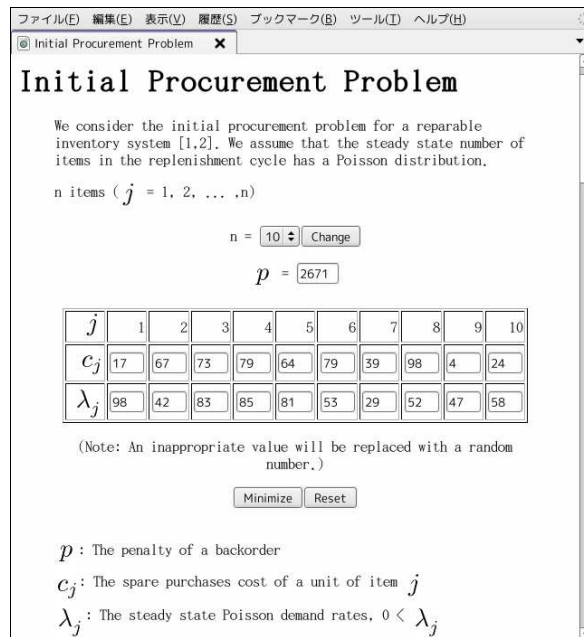 ファイル(F) 編集(E) 表示(V) 履歴(S) ブックマーク(B) ツール(T) ヘルプ(H)
Initial Procurement Problem
Initial Procurement Problem
We consider the initial procurement problem for a reparable
inventory system [1,2]. We assume that the steady state number of
items in the replenishment cycle has a Poisson distribution.
n items ( j = 1, 2, ... ,n)
n = 10 Change
p = 2671
j 1 2 3 4 5 6 7 8 9 10
cj 17 67 73 79 64 79 39 98 4 24
λj 98 42 83 85 81 53 29 52 47 58
(Note: An inappropriate value will be replaced with a random
number.)
Minimize Reset
p : The penalty of a backorder
cj : The spare purchases cost of a unit of item j
λj : The steady state Poisson demand rates, 0 < λj